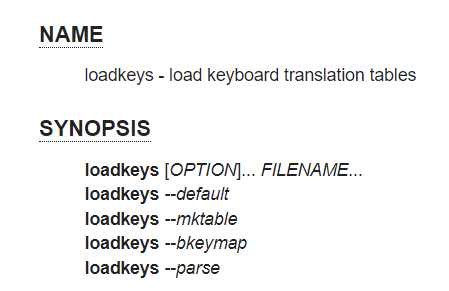 NAME
loadkeys - load keyboard translation tables
SYNOPSIS
loadkeys [OPTION]... FILENAME...
loadkeys --default
loadkeys --mktable
loadkeys --bkeymap
loadkeys --parse